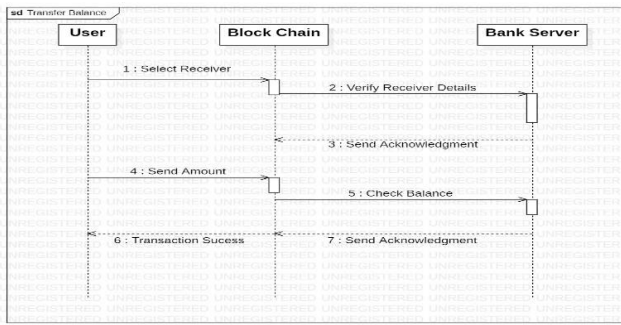 sd Transfer Balance
User
Block Chain
Bank Server
1 : Select Receiver
2 : Verify Receiver Details
3 : Send Acknowledgment
4 : Send Amount
5 : Check Balance
6 : Transaction Sucess
7 : Send Acknowledgment